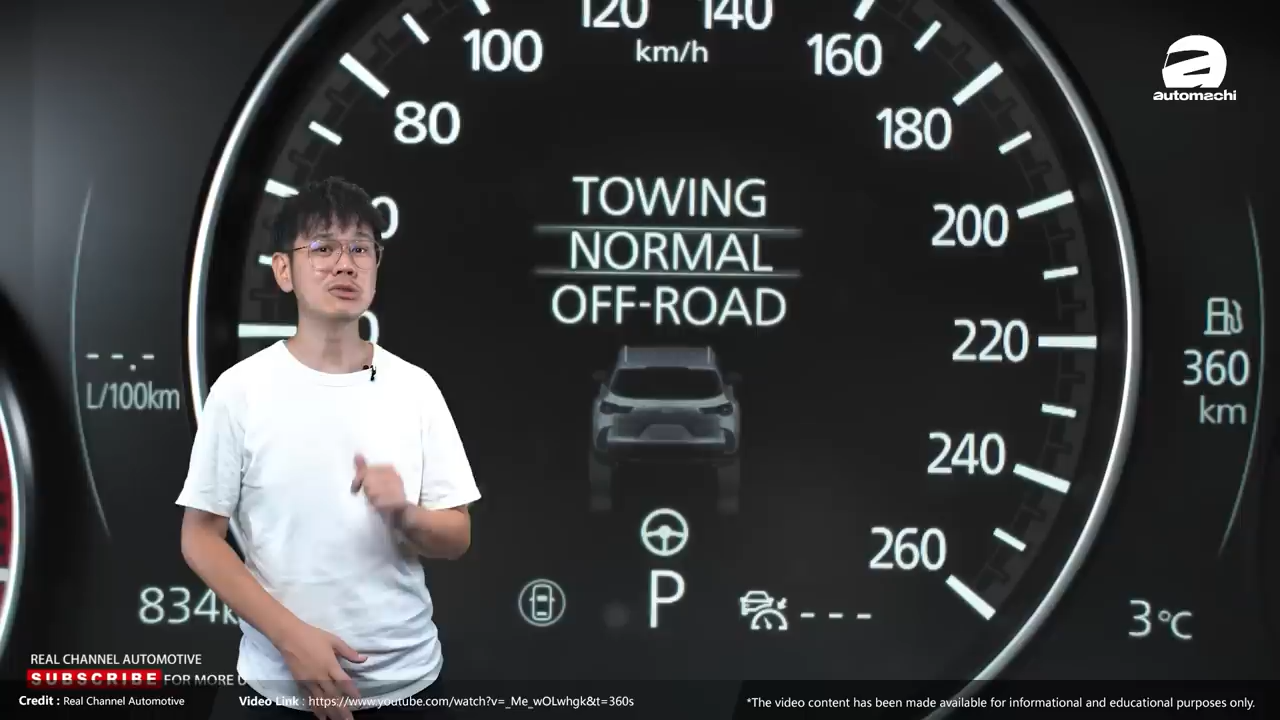 120 140
100 km/h 160
automachi
80 180
TOWING
NORMAL
OFF-ROAD
200
220
360
km
--.-
L/100km
240
260
834
P
---
3°C
REAL CHANNEL AUTOMOTIVE
SUBSCRIBE FOR MORE
Credit : Real Channel Automotive Video Link : https://www.youtube.com/watch?v=_Me_wOLwhgk&t=360s *The video content has been made available for informational and educational purposes only.